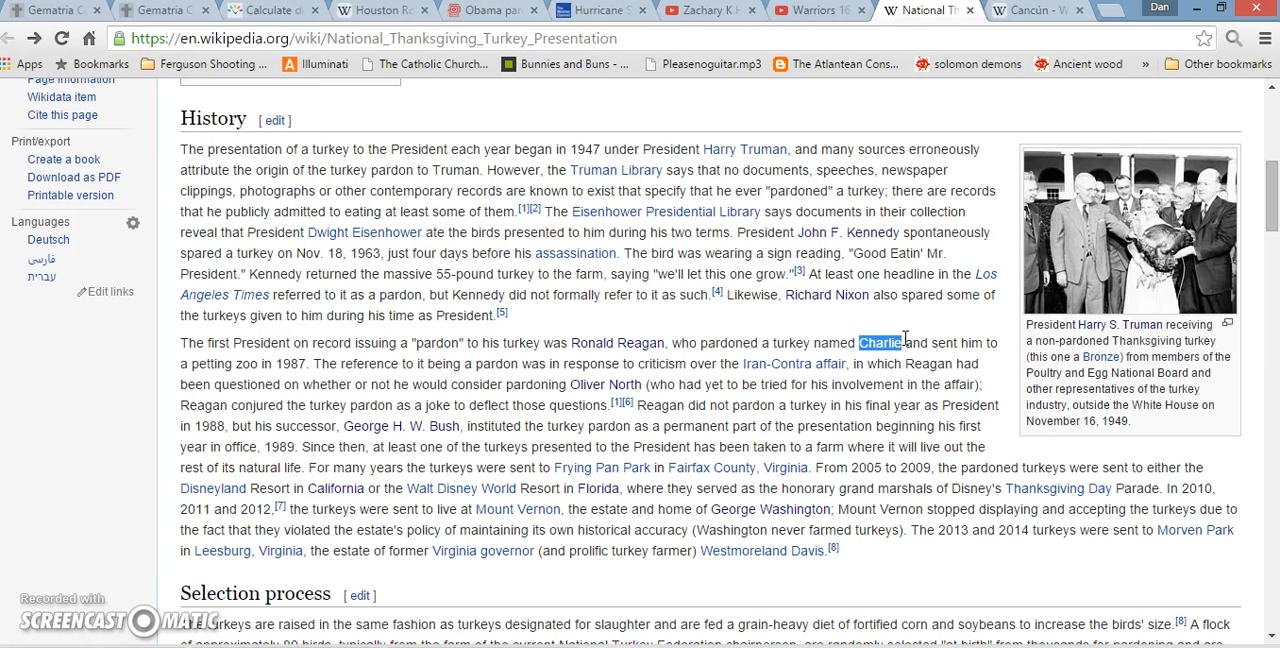 Gematria C
Gematria C
Calculate d
Houston Ro
Obama par
Hurricane S
Zachary K H
Warriors 16
National Th
Cancún - W
Dan
https://en.wikipedia.org/wiki/National_Thanksgiving_Turkey_Presentation
Apps
Bookmarks
Ferguson Shooting ...
Illuminati
The Catholic Church...
Bunnies and Buns - ...
Pleasenoguitar.mp3
The Atlantean Cons...
solomon demons
Ancient wood
»
Other bookmarks
Page information
Wikidata item
Cite this page
Print/export
Create a book
Download as PDF
Printable version
Languages
Deutsch
فارسی
עברית
Edit links
History [ edit ]
The presentation of a turkey to the President each year began in 1947 under President Harry Truman, and many sources erroneously
attribute the origin of the turkey pardon to Truman. However, the Truman Library says that no documents, speeches, newspaper
clippings, photographs or other contemporary records are known to exist that specify that he ever "pardoned" a turkey; there are records
that he publicly admitted to eating at least some of them.[1][2] The Eisenhower Presidential Library says documents in their collection
reveal that President Dwight Eisenhower ate the birds presented to him during his two terms. President John F. Kennedy spontaneously
spared a turkey on Nov. 18, 1963, just four days before his assassination. The bird was wearing a sign reading, "Good Eatin' Mr.
President." Kennedy returned the massive 55-pound turkey to the farm, saying "we'll let this one grow."[3] At least one headline in the Los
Angeles Times referred to it as a pardon, but Kennedy did not formally refer to it as such.[4] Likewise, Richard Nixon also spared some of
the turkeys given to him during his time as President.[5]
The first President on record issuing a "pardon" to his turkey was Ronald Reagan, who pardoned a turkey named Charlie and sent him to
a petting zoo in 1987. The reference to it being a pardon was in response to criticism over the Iran-Contra affair, in which Reagan had
been questioned on whether or not he would consider pardoning Oliver North (who had yet to be tried for his involvement in the affair);
Reagan conjured the turkey pardon as a joke to deflect those questions.[1][6] Reagan did not pardon a turkey in his final year as President
in 1988, but his successor, George H. W. Bush, instituted the turkey pardon as a permanent part of the presentation beginning his first
year in office, 1989. Since then, at least one of the turkeys presented to the President has been taken to a farm where it will live out the
rest of its natural life. For many years the turkeys were sent to Frying Pan Park in Fairfax County, Virginia. From 2005 to 2009, the pardoned turkeys were sent to either the
Disneyland Resort in California or the Walt Disney World Resort in Florida, where they served as the honorary grand marshals of Disney's Thanksgiving Day Parade. In 2010,
2011 and 2012,[7] the turkeys were sent to live at Mount Vernon, the estate and home of George Washington; Mount Vernon stopped displaying and accepting the turkeys due to
the fact that they violated the estate's policy of maintaining its own historical accuracy (Washington never farmed turkeys). The 2013 and 2014 turkeys were sent to Morven Park
in Leesburg, Virginia, the estate of former Virginia governor (and prolific turkey farmer) Westmoreland Davis.[8]
President Harry S. Truman receiving
a non-pardoned Thanksgiving turkey
(this one a Bronze) from members of the
Poultry and Egg National Board and
other representatives of the turkey
industry, outside the White House on
November 16, 1949.
Selection process [ edit ]
The turkeys are raised in the same fashion as turkeys designated for slaughter and are fed a grain-heavy diet of fortified corn and soybeans to increase the birds' size.[8] A flock
of approximately 80 birds, typically from the farm of the current National Turkey Federation chairperson, are randomly selected "at birth" from thousands for pardoning and are
Recorded with
SCREENCAST MATIC